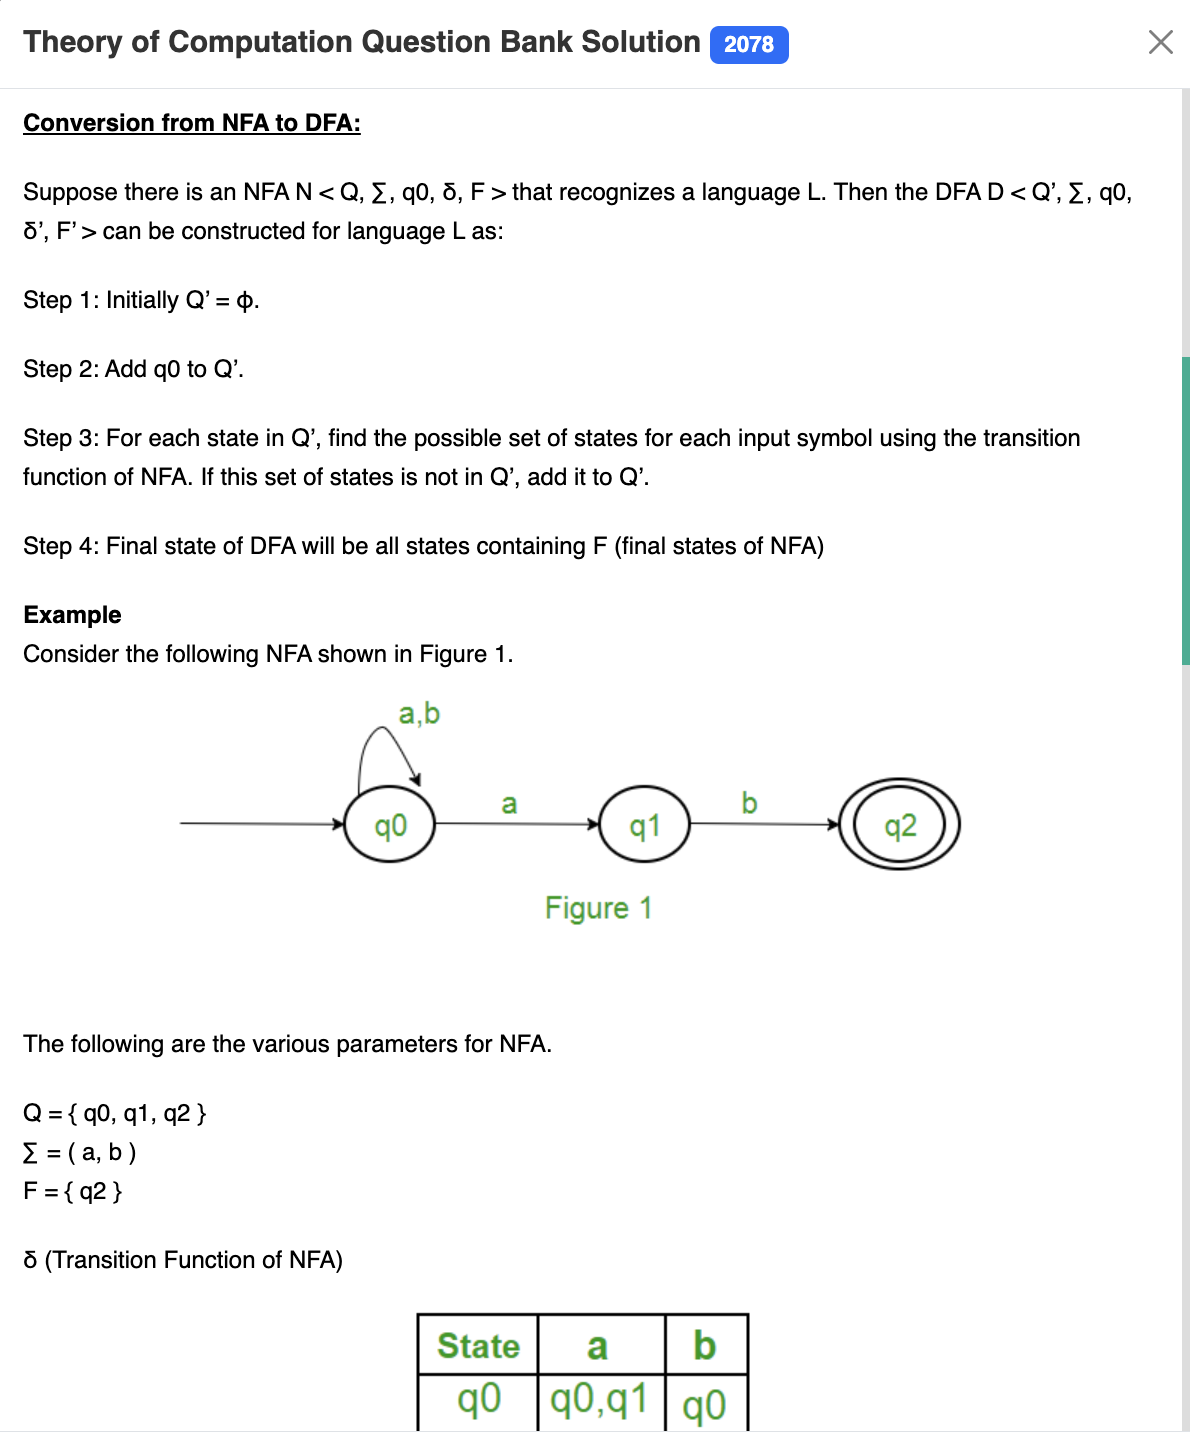 Theory of Computation Question Bank Solution 2078
Conversion from NFA to DFA:
Suppose there is an NFA N < Q, ∑, q0, δ, F > that recognizes a language L. Then the DFA D < Q’, ∑, q0,
δ’, F’ > can be constructed for language L as:
Step 1: Initially Q’ = ɸ.
Step 2: Add q0 to Q’.
Step 3: For each state in Q’, find the possible set of states for each input symbol using the transition
function of NFA. If this set of states is not in Q’, add it to Q’.
Step 4: Final state of DFA will be all states containing F (final states of NFA)
Example
Consider the following NFA shown in Figure 1.
a,b
a b
q0 q1 q2
Figure 1
The following are the various parameters for NFA.
Q = { q0, q1, q2 }
∑ = ( a, b )
F = { q2 }
δ (Transition Function of NFA)
State a b
q0 q0,q1 q0